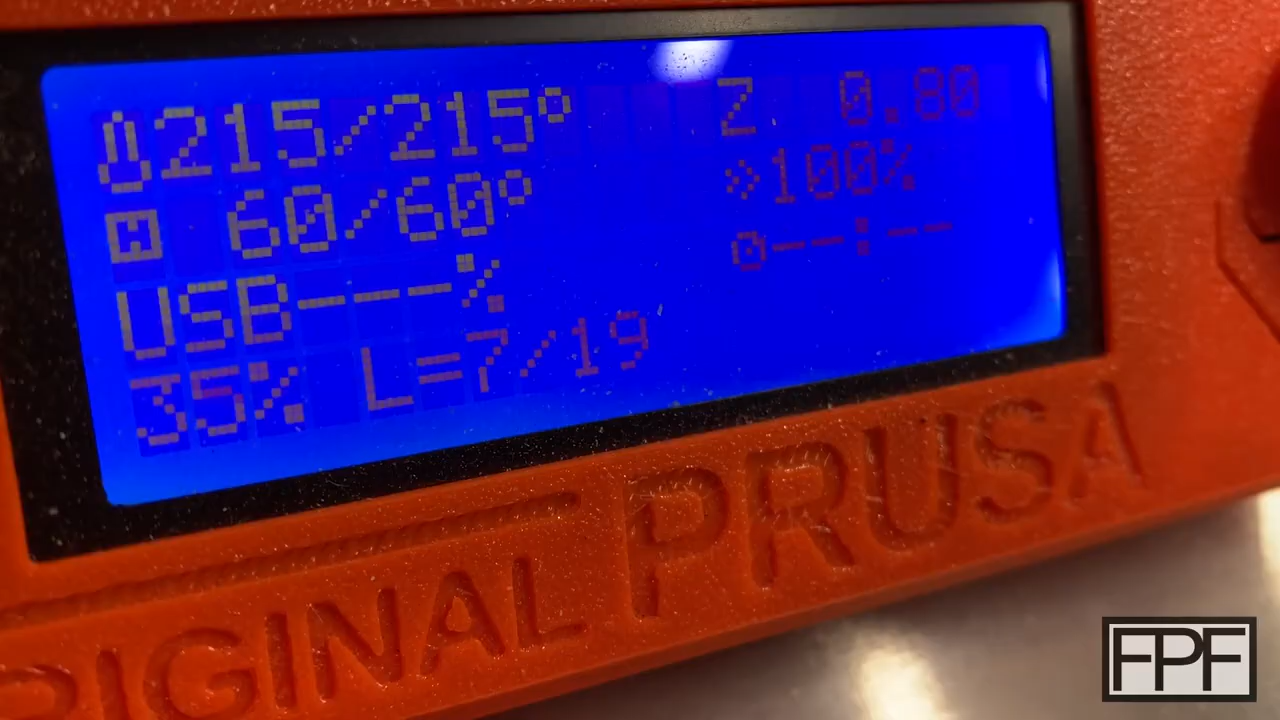 215/215° Z 0.80
60/60° »100%
USB---% --:--
35% L=7/19
ORIGINAL PRUSA
FPF